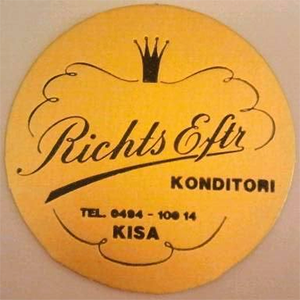 Richts Eftr
KONDITORI
TEL. 0494 - 106 14
KISA